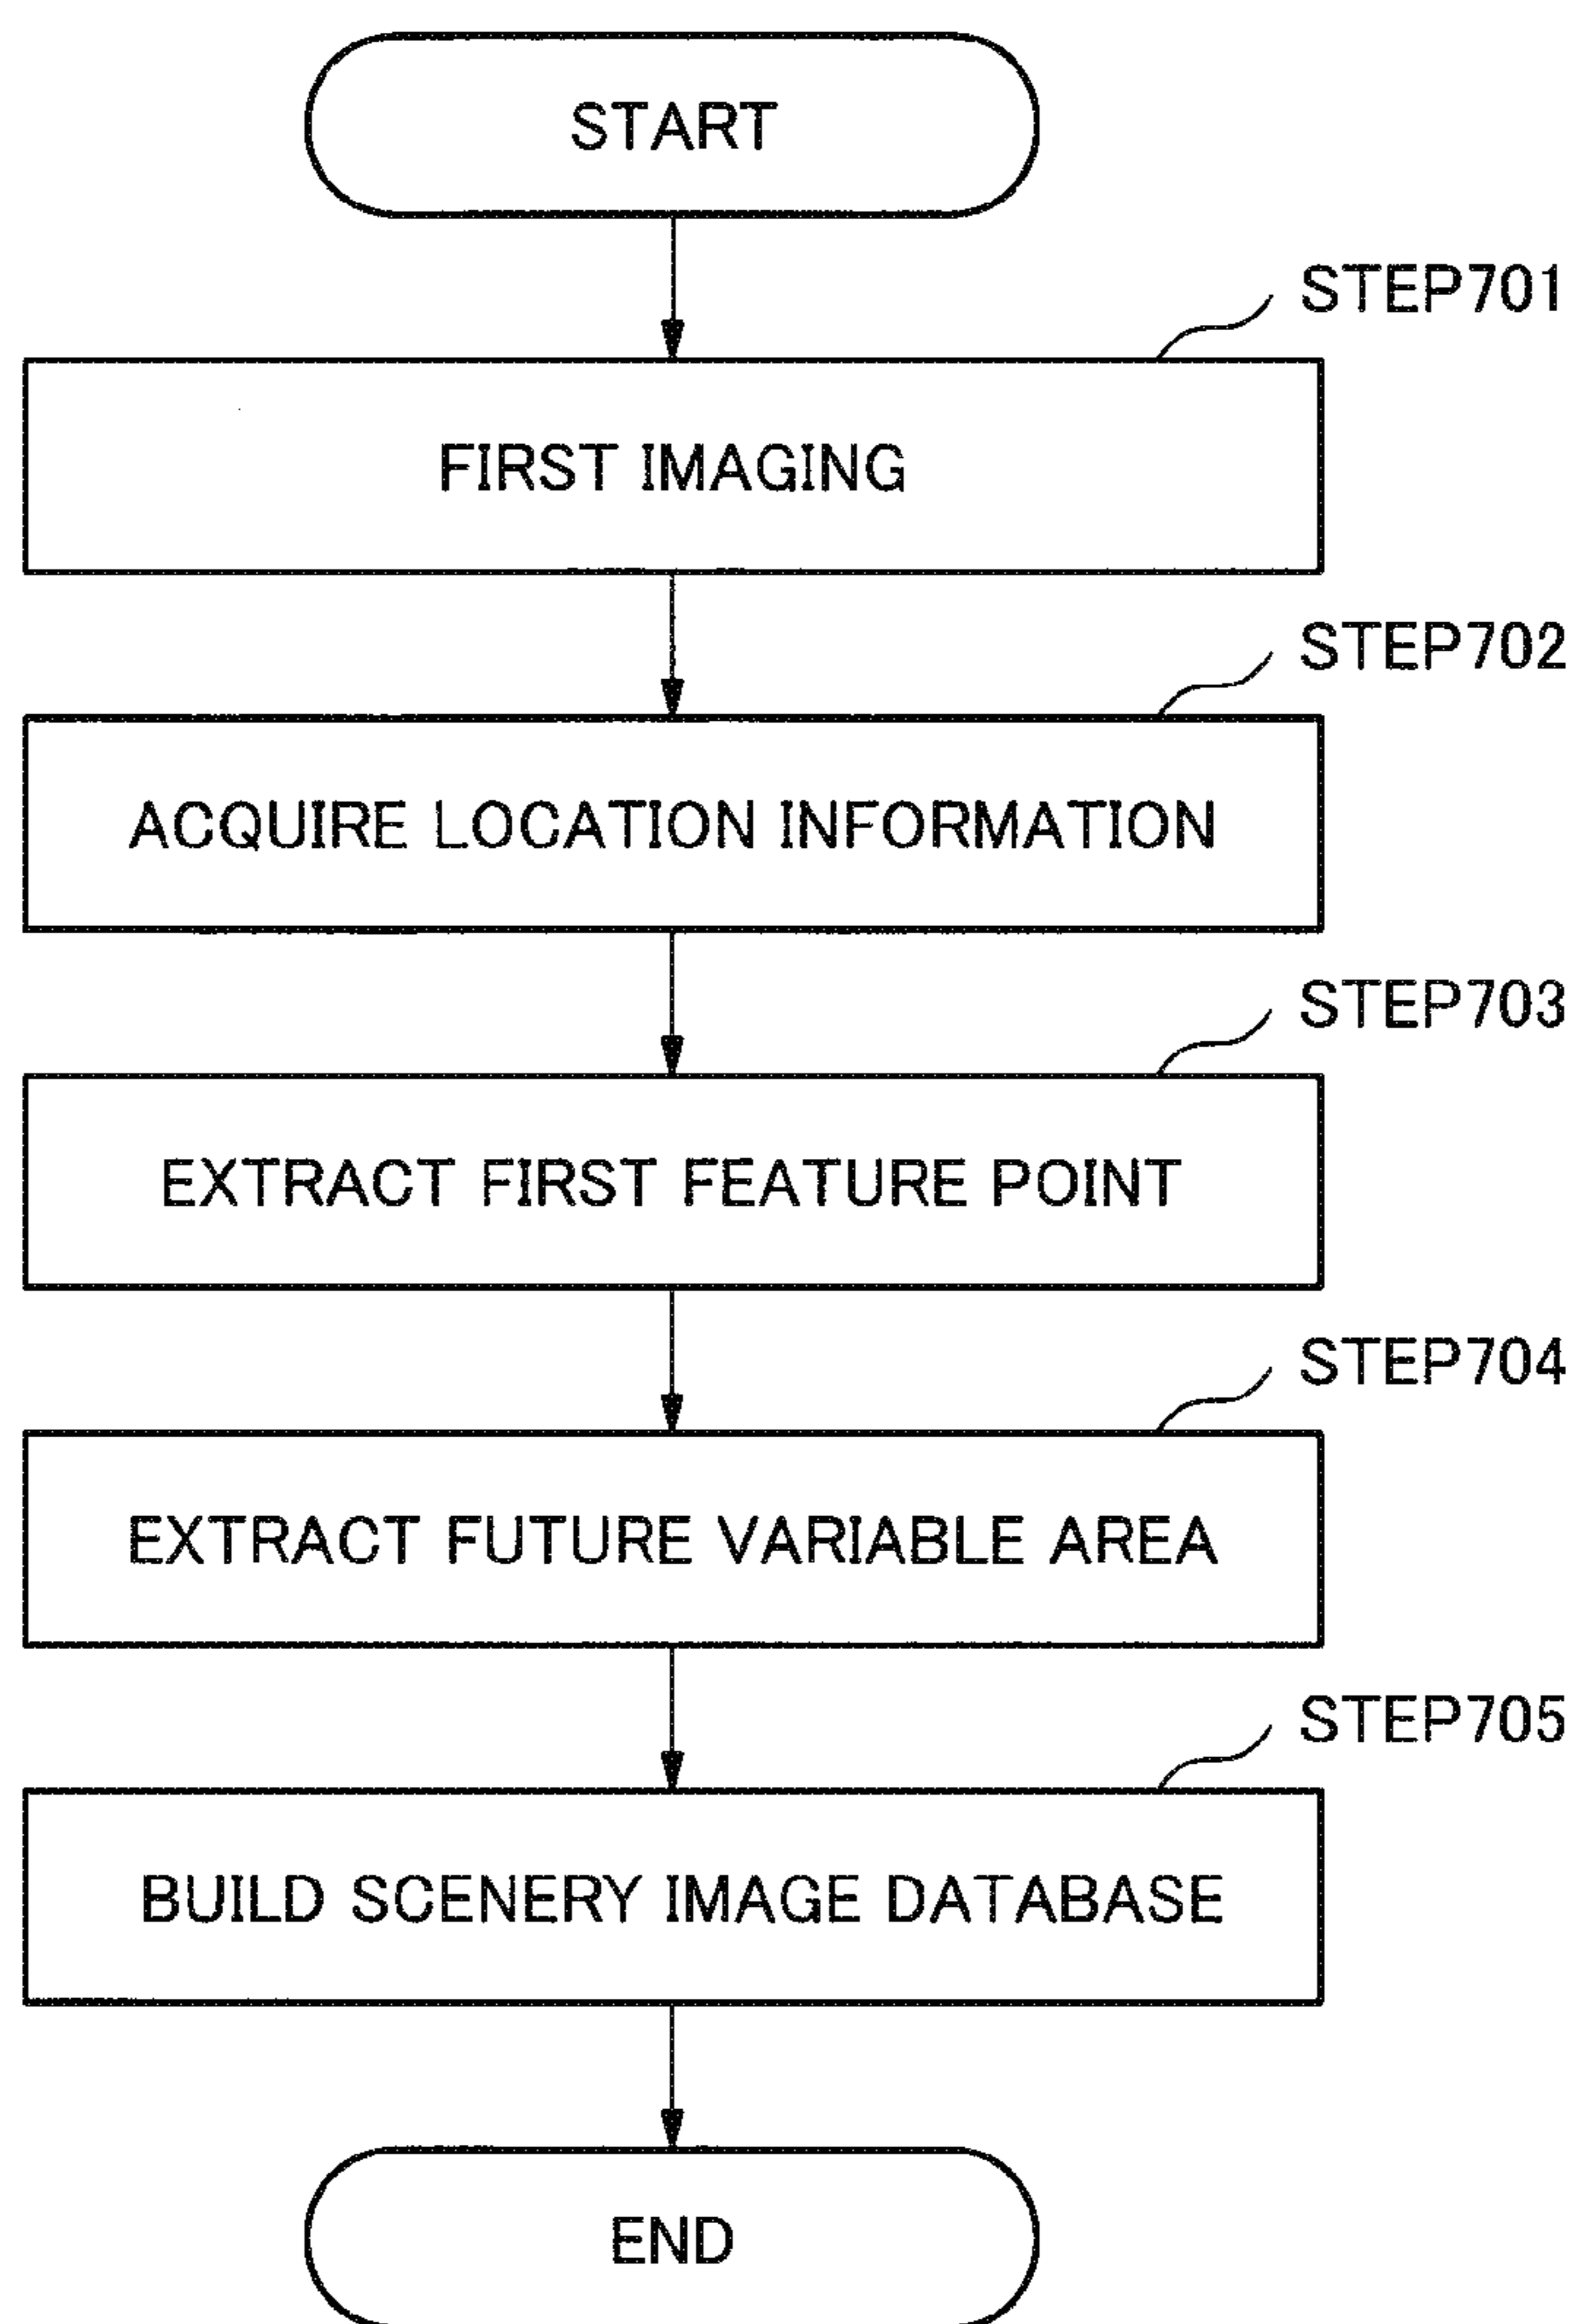 START
STEP701
FIRST IMAGING
STEP702
ACQUIRE LOCATION INFORMATION
STEP703
EXTRACT FIRST FEATURE POINT
STEP704
EXTRACT FUTURE VARIABLE AREA
STEP705
BUILD SCENERY IMAGE DATABASE
END